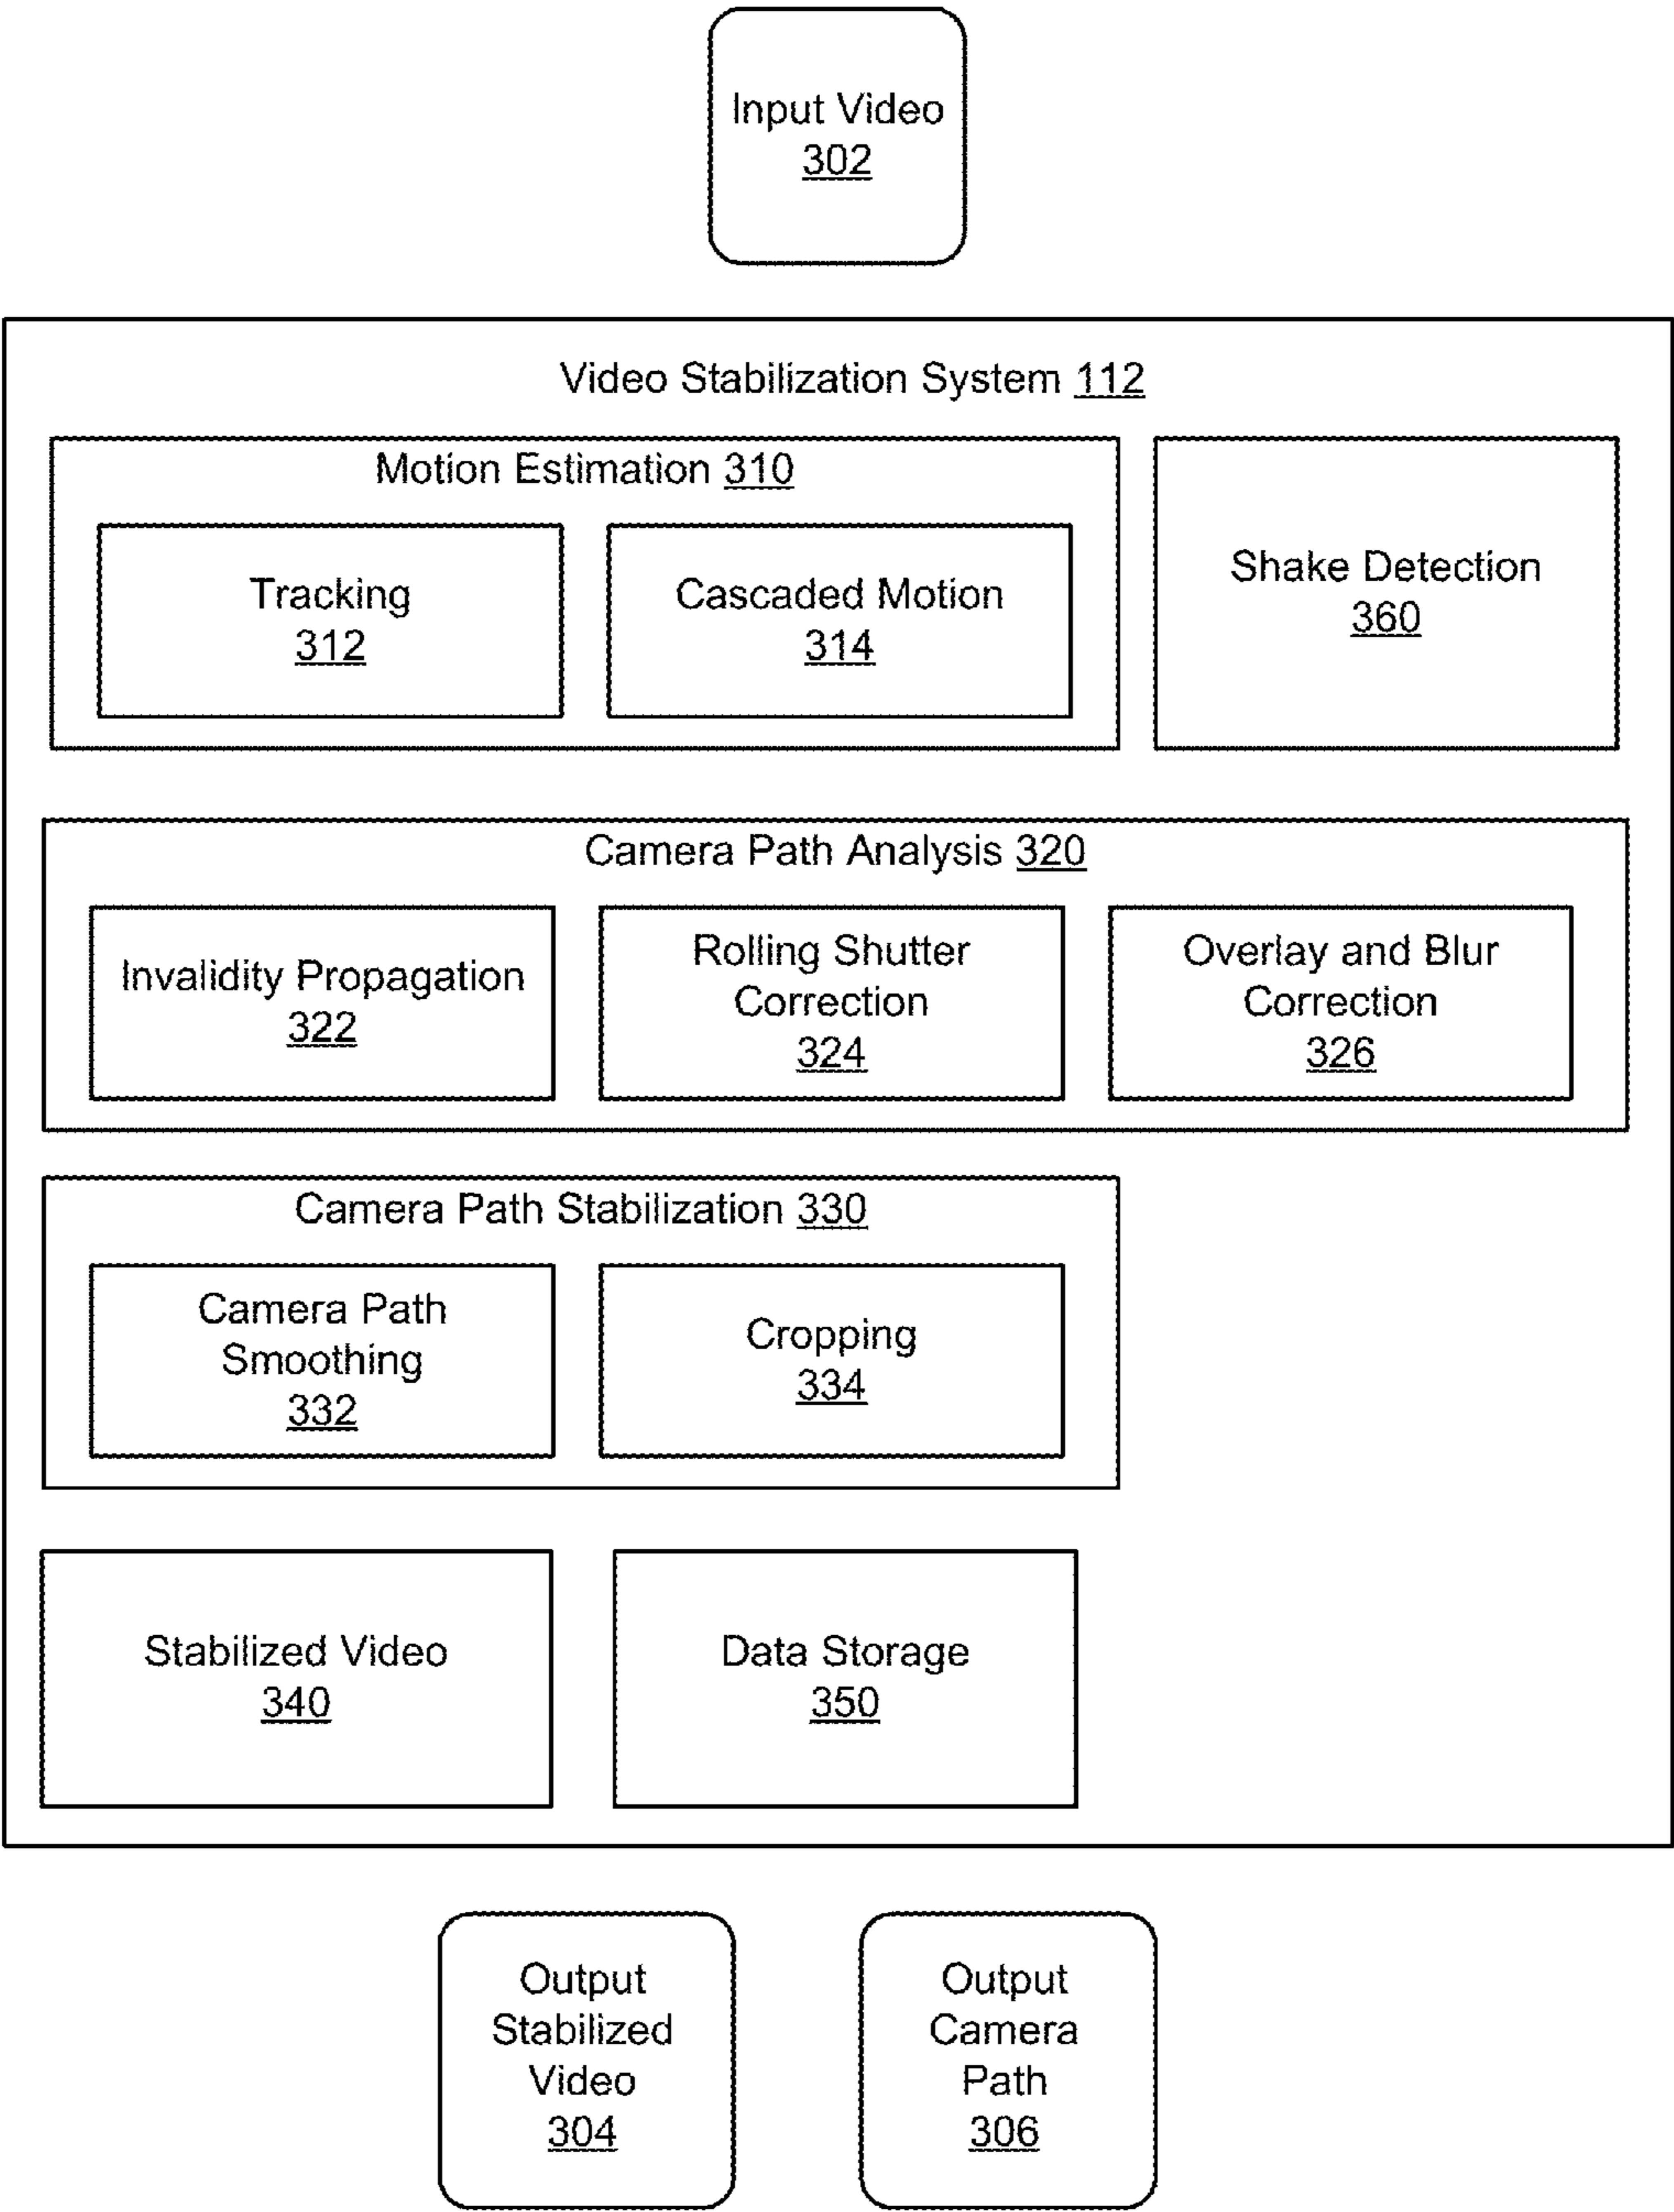 Input Video
302
Video Stabilization System 112
Motion Estimation 310
Tracking
312
Cascaded Motion
314
Shake Detection
360
Camera Path Analysis 320
Invalidity Propagation
322
Rolling Shutter
Correction
324
Overlay and Blur
Correction
326
Camera Path Stabilization 330
Camera Path
Smoothing
332
Cropping
334
Stabilized Video
340
Data Storage
350
Output
Stabilized
Video
304
Output
Camera
Path
306